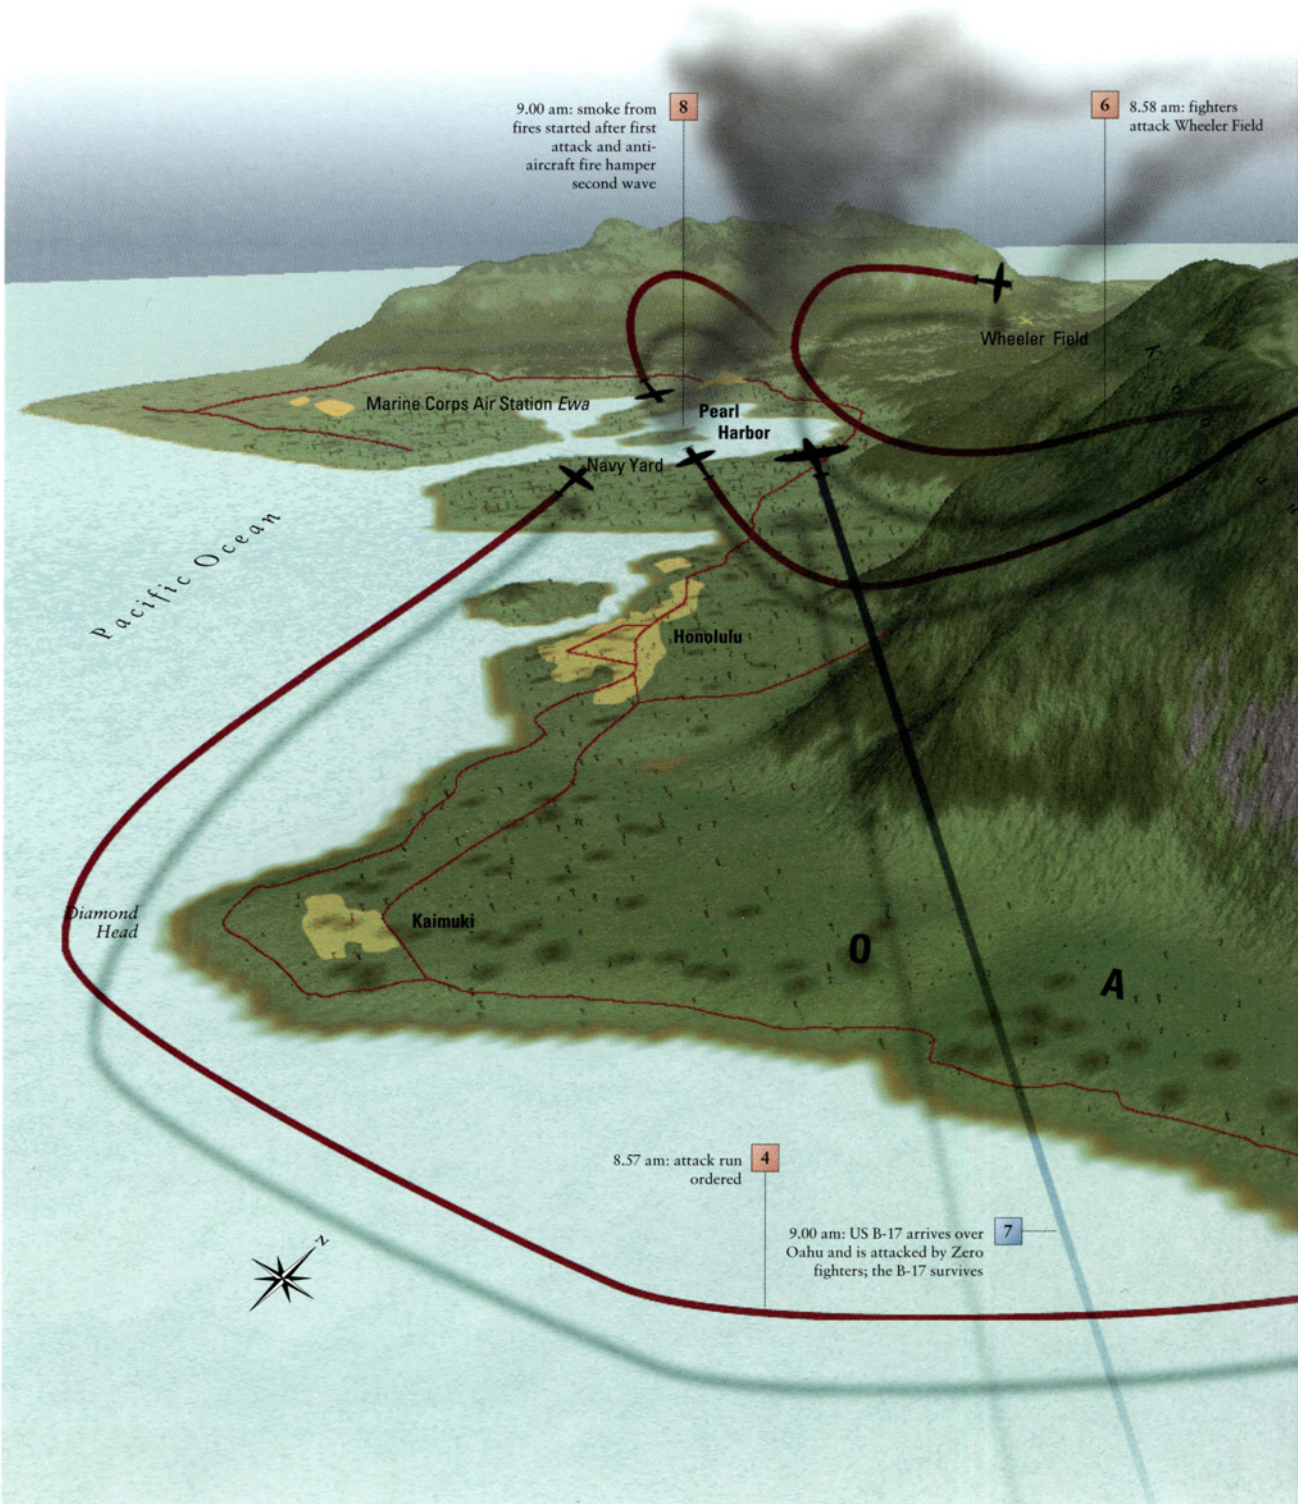 9.00 am: smoke from
fires started after first
attack and anti-
aircraft fire hamper
second wave
8
6
8.58 am: fighters
attack Wheeler Field
Wheeler Field
Marine Corps Air Station Ewa
Pearl
Harbor
Navy Yard
Pacific Ocean
Honolulu
Diamond
Head
Kaimuki
O
A
8.57 am: attack run
ordered
4
9.00 am: US B-17 arrives over
Oahu and is attacked by Zero
fighters; the B-17 survives
7
N